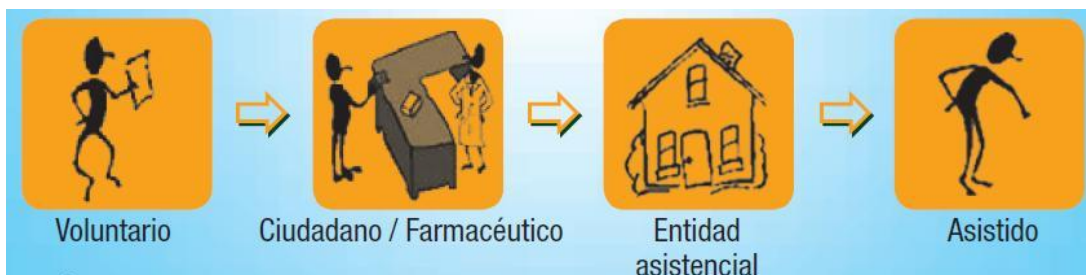 Voluntario
Ciudadano / Farmacéutico
Entidad
asistencial
Asistido